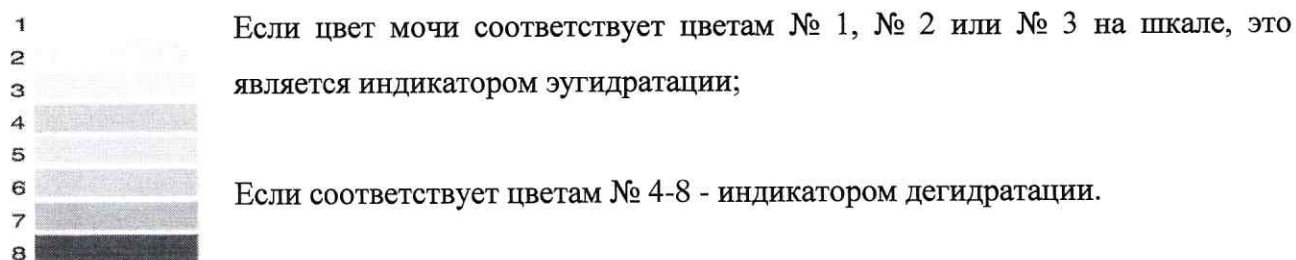 1
2
3
4
5
6
7
8
Если цвет мочи соответствует цветам № 1, № 2 или № 3 на шкале, это
является индикатором эугидратации;
Если соответствует цветам № 4-8 - индикатором дегидратации.